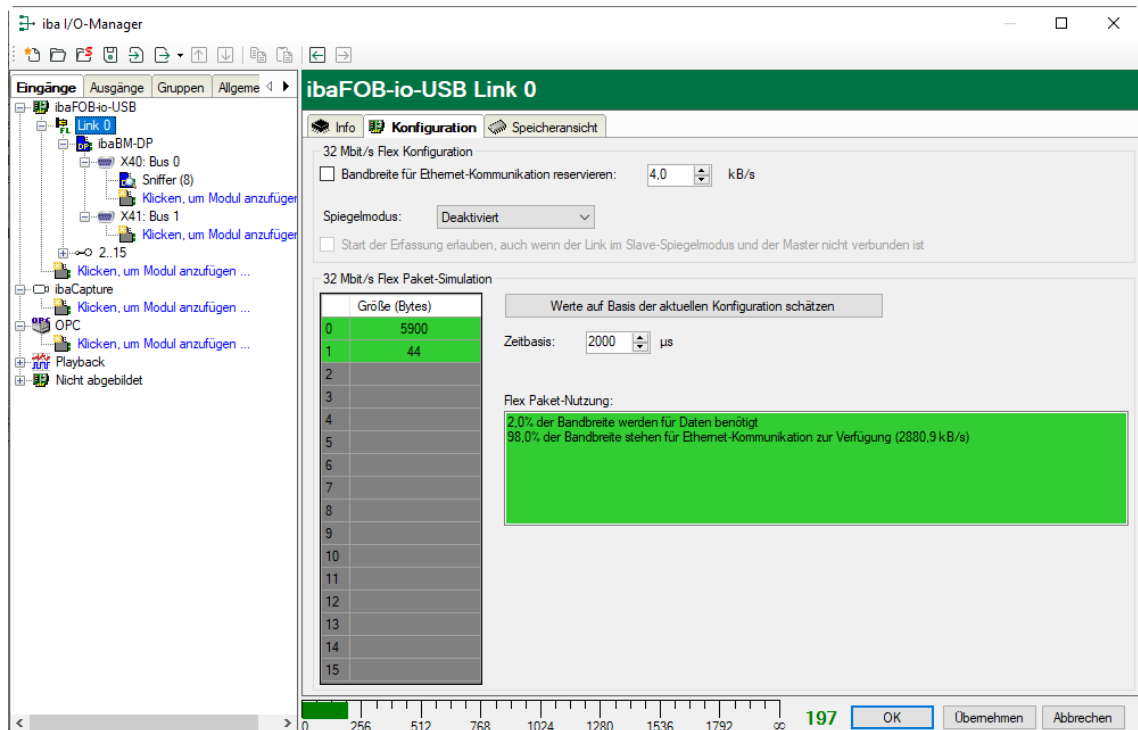 iba I/O-Manager
Eingänge Ausgänge Gruppen Allgeme
ibaFOB-io-USB
Link 0
ibaBM-DP
X40: Bus 0
Sniffer (8)
Klicken, um Modul anzufügen
X41: Bus 1
Klicken, um Modul anzufügen
2..15
Klicken, um Modul anzufügen ...
ibaCapture
Klicken, um Modul anzufügen ...
OPC
Klicken, um Modul anzufügen ...
Playback
Nicht abgebildet
ibaFOB-io-USB Link 0
Info Konfiguration Speicheransicht
32 Mbit/s Flex Konfiguration
Bandbreite für Ethernet-Kommunikation reservieren: 4,0 kB/s
Spiegelmodus: Deaktiviert
Start der Erfassung erlauben, auch wenn der Link im Slave-Spiegelmodus und der Master nicht verbunden ist
32 Mbit/s Flex Paket-Simulation
Größe (Bytes)
0 5900
1 44
2
3
4
5
6
7
8
9
10
11
12
13
14
15
Werte auf Basis der aktuellen Konfiguration schätzen
Zeitbasis: 2000 µs
Flex Paket-Nutzung:
2,0% der Bandbreite werden für Daten benötigt
98,0% der Bandbreite stehen für Ethernet-Kommunikation zur Verfügung (2880,9 kB/s)
0 256 512 768 1024 1280 1536 1792 ∞
197 OK Übernehmen Abbrechen